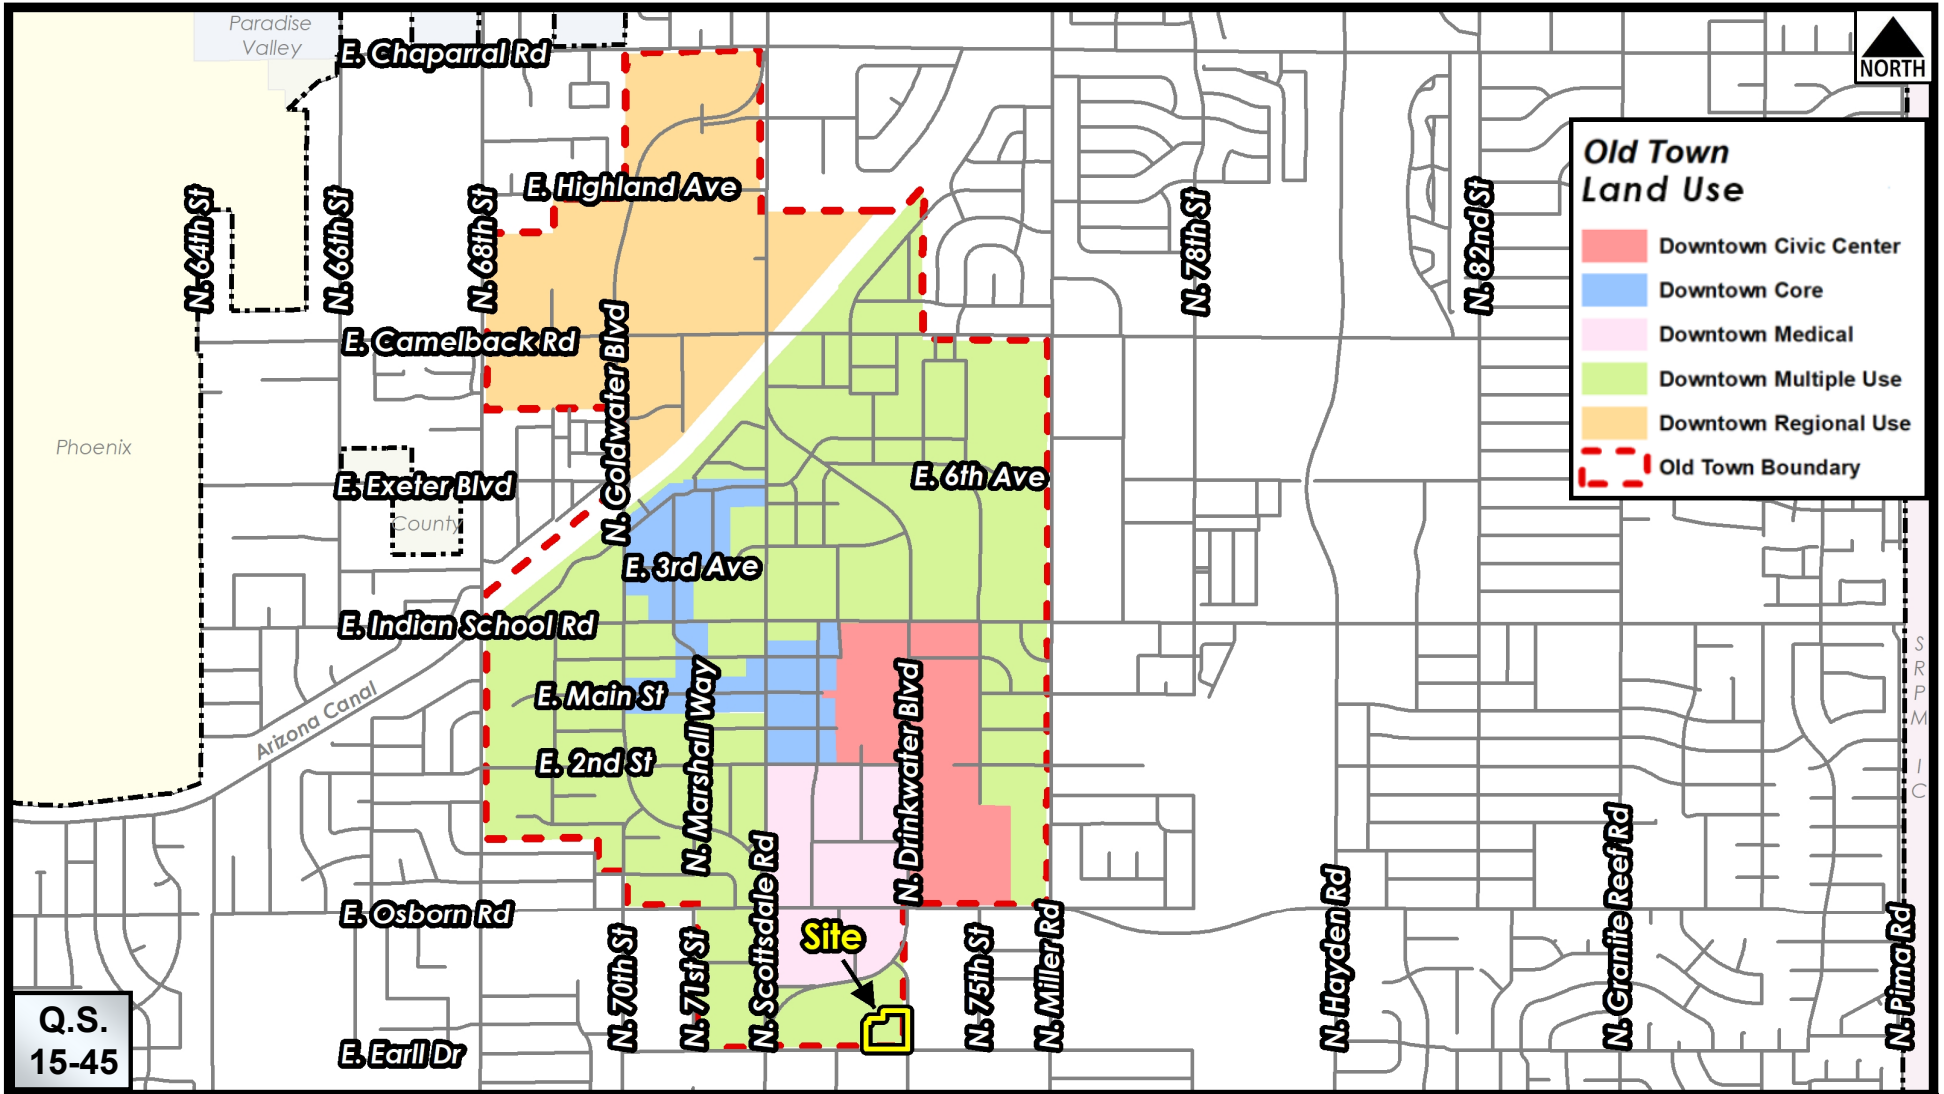 Paradise
Valley
E. Chaparral Rd
NORTH
Old Town
Land Use
Downtown Civic Center
Downtown Core
Downtown Medical
Downtown Multiple Use
Downtown Regional Use
Old Town Boundary
E. Highland Ave
N. 64th St
N. 66th St
N. 68th St
N. 78th St
N. 82nd St
E. Camelback Rd
N. Goldwater Blvd
Phoenix
E. Exeter Blvd
E. 6th Ave
County
E. 3rd Ave
E. Indian School Rd
SRPMIC
E. Main St
N. Marshall Way
N. Drinkwater Blvd
Arizona Canal
E. 2nd St
E. Osborn Rd
N. Scottsdale Rd
Site
N. 70th St
N. 71st St
N. 75th St
N. Miller Rd
N. Hayden Rd
N. Granite Reef Rd
N. Pima Rd
Q.S.
15-45
E. Earll Dr